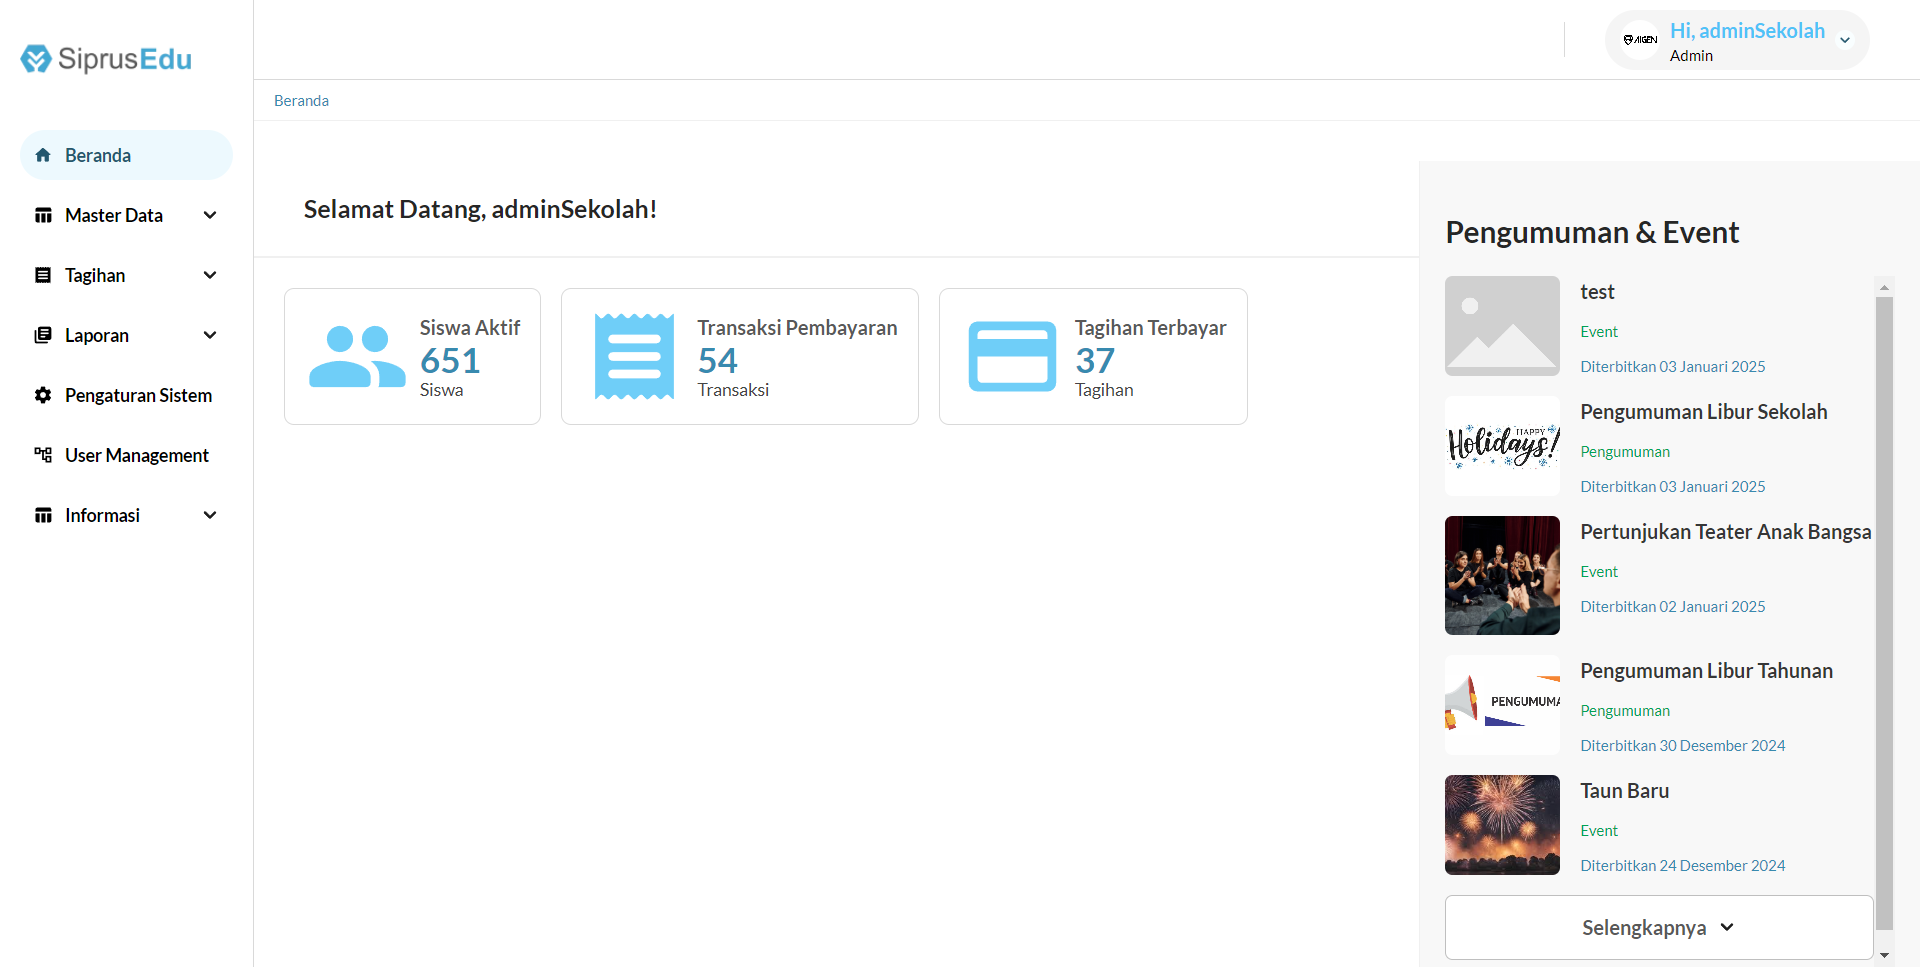 SiprusEdu
AIGEN
Hi, adminSekolah
Admin
Beranda
Beranda
Master Data
Tagihan
Laporan
Pengaturan Sistem
User Management
Informasi
Selamat Datang, adminSekolah!
Siswa Aktif
651
Siswa
Transaksi Pembayaran
54
Transaksi
Tagihan Terbayar
37
Tagihan
Pengumuman & Event
test
Event
Diterbitkan 03 Januari 2025
HAPPY
Holidays!
Pengumuman Libur Sekolah
Pengumuman
Diterbitkan 03 Januari 2025
Pertunjukan Teater Anak Bangsa
Event
Diterbitkan 02 Januari 2025
PENGUMUMA
Pengumuman Libur Tahunan
Pengumuman
Diterbitkan 30 Desember 2024
Taun Baru
Event
Diterbitkan 24 Desember 2024
Selengkapnya